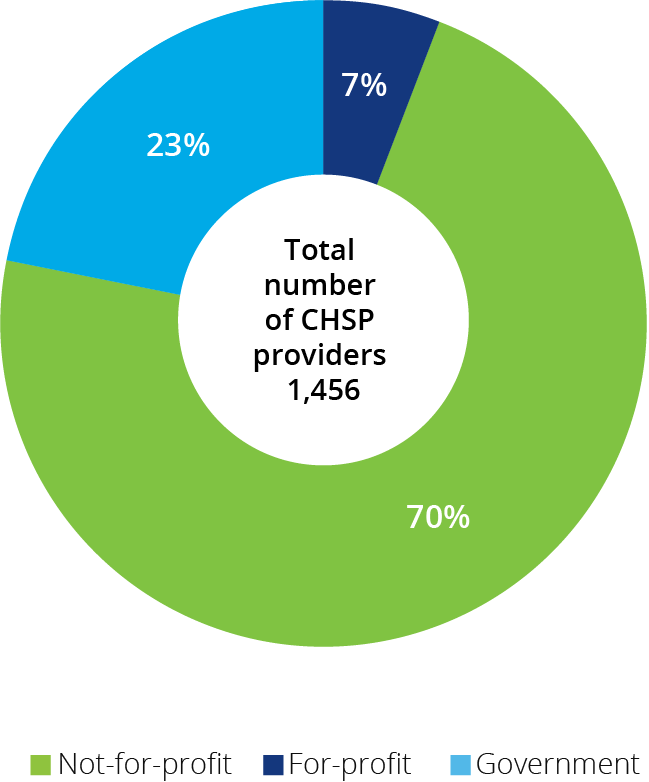 7%
23%
Total
number
of CHSP
providers
1,456
70%
Not-for-profit
For-profit
Government